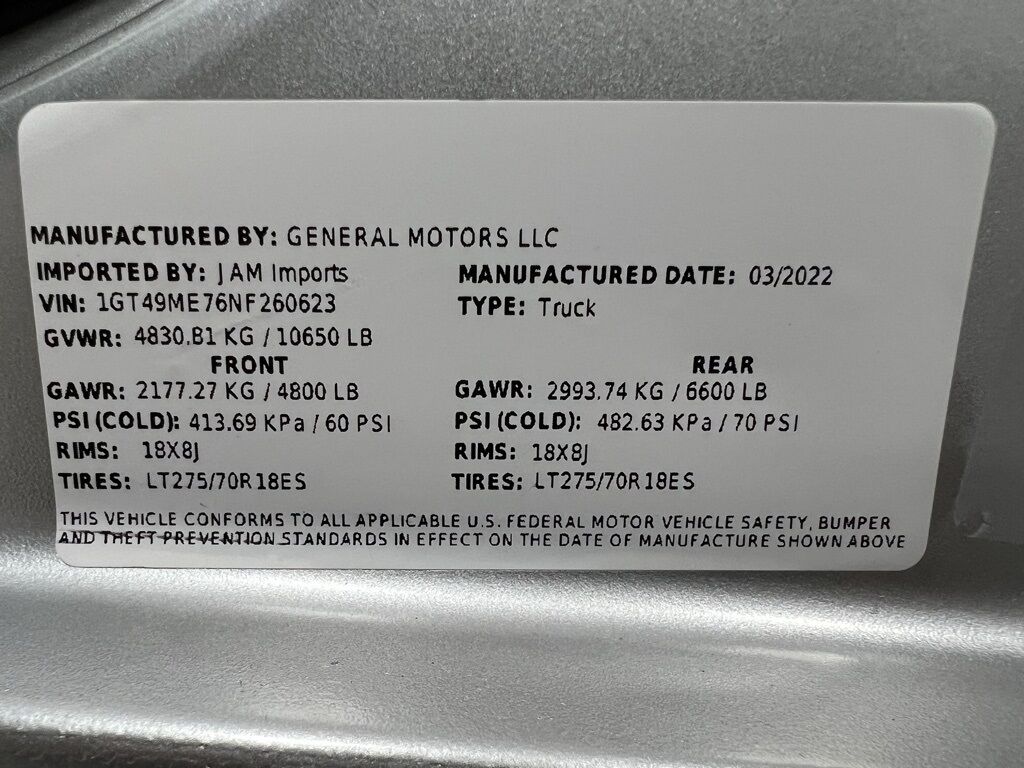 MANUFACTURED BY: GENERAL MOTORS LLC
IMPORTED BY: JAM Imports MANUFACTURED DATE: 03/2022
VIN: 1GT49ME76NF260623 TYPE: Truck
GVWR: 4830.81 KG / 10650 LB
FRONT REAR
GAWR: 2177.27 KG / 4800 LB GAWR: 2993.74 KG / 6600 LB
PSI (COLD): 413.69 KPa / 60 PSI PSI (COLD): 482.63 KPa / 70 PSI
RIMS: 18X8J RIMS: 18X8J
TIRES: LT275/70R18ES TIRES: LT275/70R18ES
THIS VEHICLE CONFORMS TO ALL APPLICABLE U.S. FEDERAL MOTOR VEHICLE SAFETY, BUMPER
AND THEFT PREVENTION STANDARDS IN EFFECT ON THE DATE OF MANUFACTURE SHOWN ABOVE